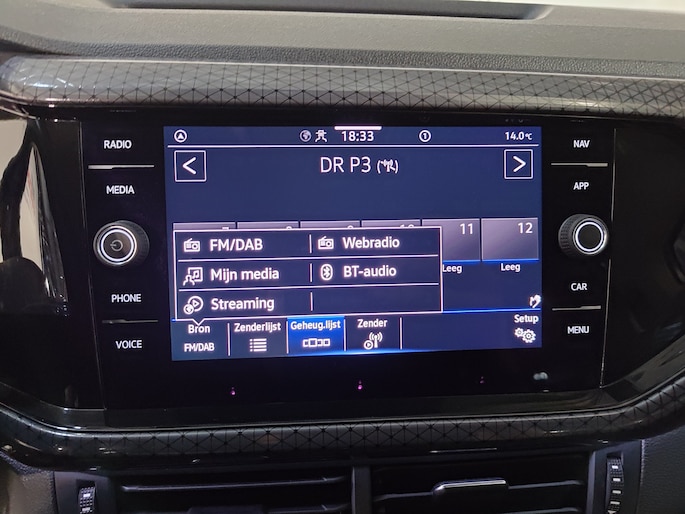 RADIO
MEDIA
PHONE
VOICE
18:33
1
14.0°C
DR P3
11
12
Leeg
Leeg
FM/DAB
Webradio
Mijn media
BT-audio
Streaming
Bron
FM/DAB
Zenderlijst
Geheug.lijst
Zender
Setup
NAV
APP
CAR
MENU